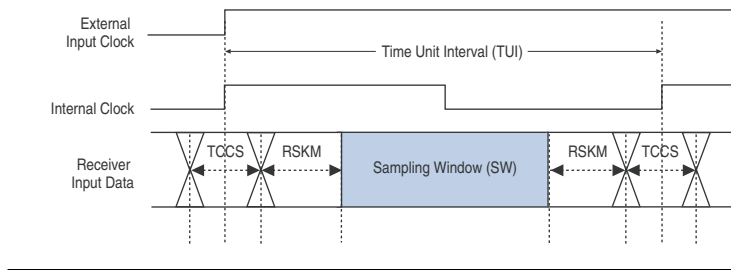 External
Input Clock
Time Unit Interval (TUI)
Internal Clock
Receiver
Input Data
TCCS
RSKM
Sampling Window (SW)
RSKM
TCCS